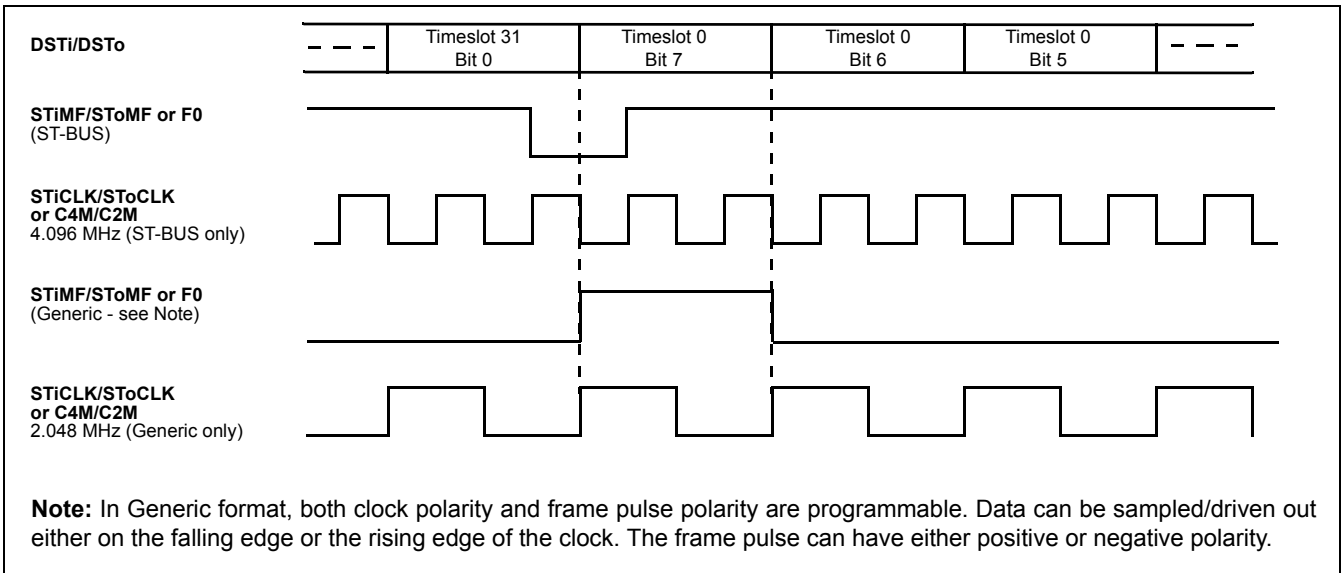 DSTi/DSTo
Timeslot 31
Bit 0
Timeslot 0
Bit 7
Timeslot 0
Bit 6
Timeslot 0
Bit 5
STiMF/SToMF or F0
(ST-BUS)
STiCLK/SToCLK
or C4M/C2M
4.096 MHz (ST-BUS only)
STiMF/SToMF or F0
(Generic - see Note)
STiCLK/SToCLK
or C4M/C2M
2.048 MHz (Generic only)
Note: In Generic format, both clock polarity and frame pulse polarity are programmable. Data can be sampled/driven out
either on the falling edge or the rising edge of the clock. The frame pulse can have either positive or negative polarity.